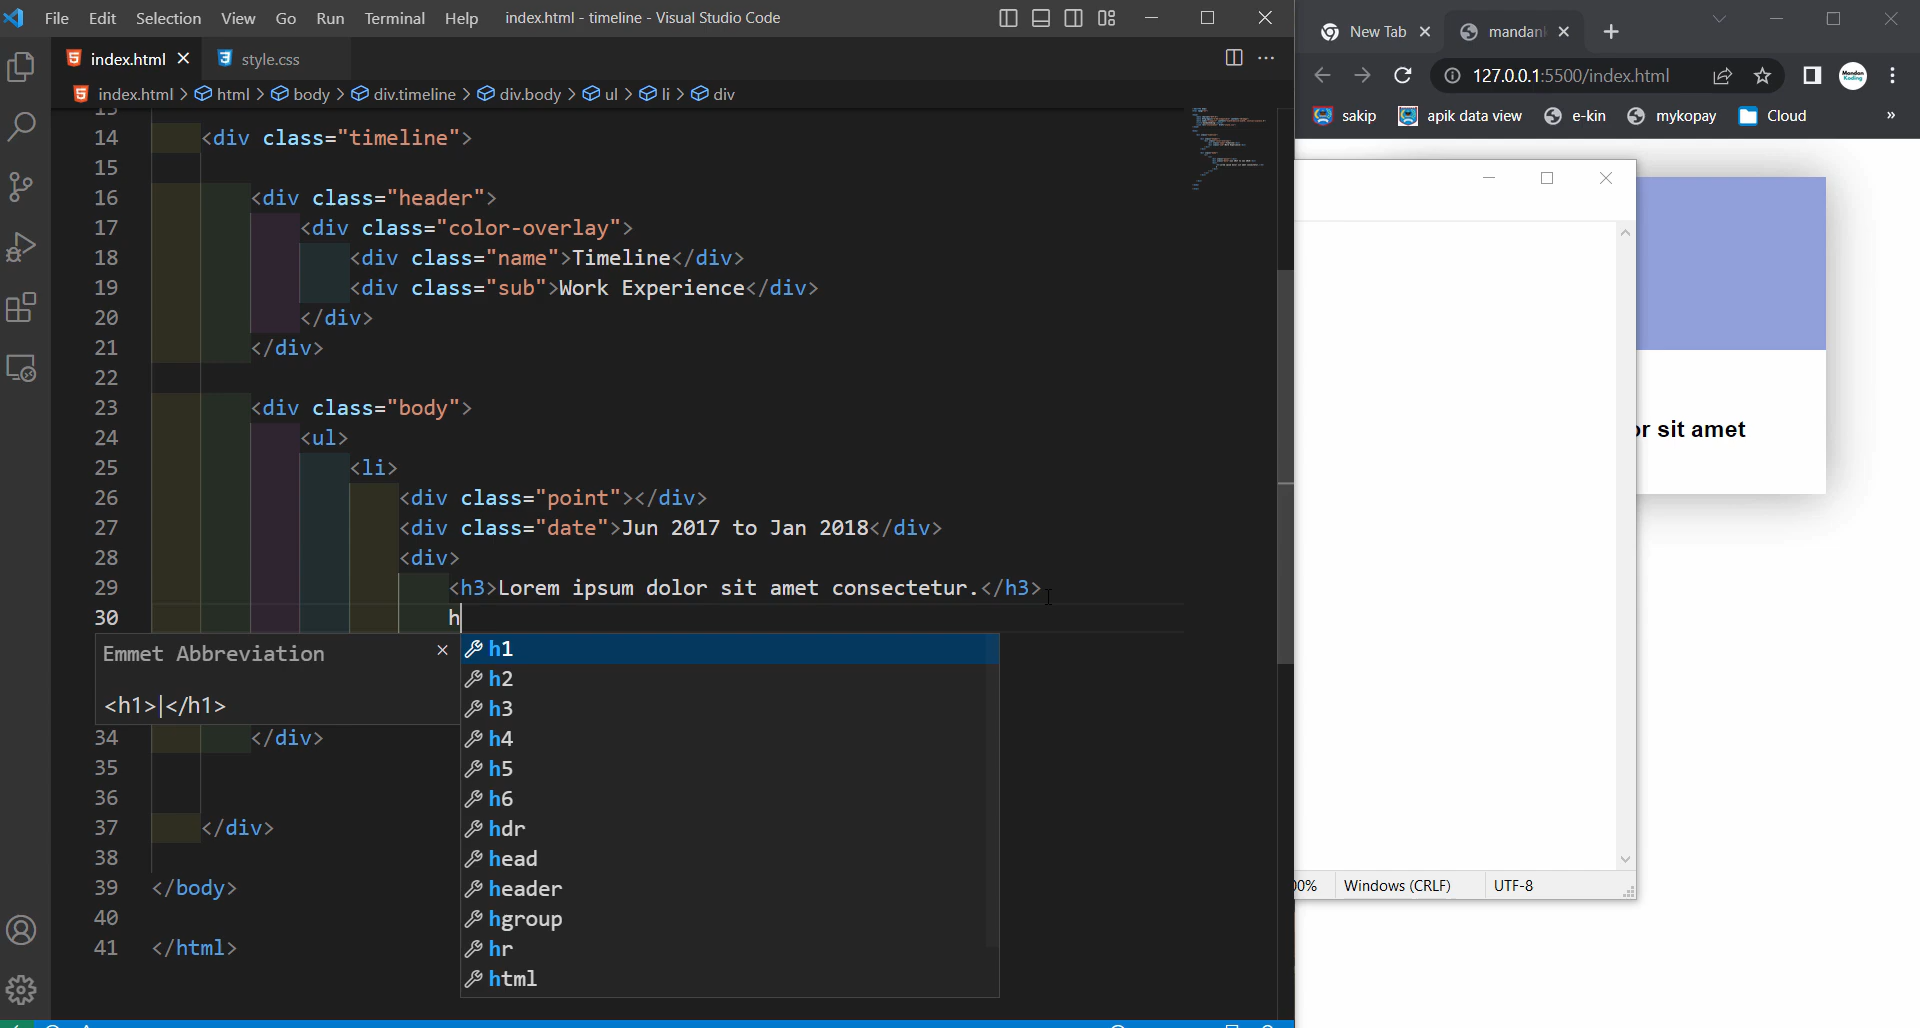 File Edit Selection View Go Run Terminal Help index.html - timeline - Visual Studio Code
index.html style.css
index.html > html > body > div.timeline > div.body > ul > li > div
14 <div class="timeline">
15
16 <div class="header">
17 <div class="color-overlay">
18 <div class="name">Timeline</div>
19 <div class="sub">Work Experience</div>
20 </div>
21 </div>
22
23 <div class="body">
24 <ul>
25 <li>
26 <div class="point"></div>
27 <div class="date">Jun 2017 to Jan 2018</div>
28 <div>
29 <h3>Lorem ipsum dolor sit amet consectetur.</h3>
30 h
Emmet Abbreviation
<h1>|</h1>
h1
h2
h3
h4
h5
h6
hdr
head
header
hgroup
hr
html
34 </div>
35
36
37 </div>
38
39 </body>
40
41 </html>
New Tab mandank
127.0.0.1:5500/index.html
Mandan Koding
sakip apik data view e-kin mykopay Cloud »
or sit amet
00% Windows (CRLF) UTF-8